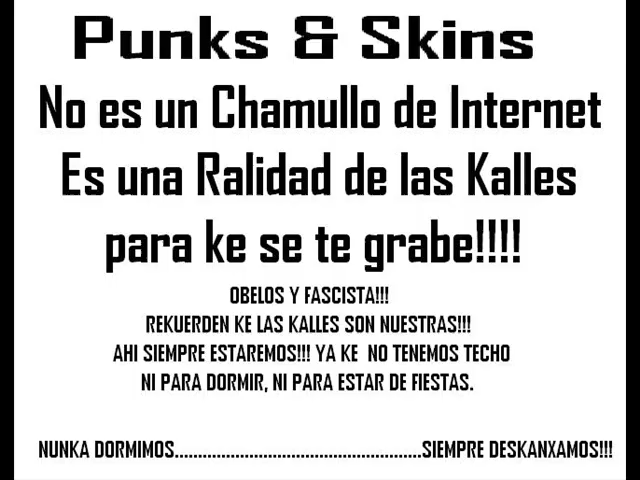 Punks & Skins
No es un Chamullo de Internet
Es una Ralidad de las Kalles
para ke se te grabe!!!!
OBELOS Y FASCISTA!!!
REKUERDEN KE LAS KALLES SON NUESTRAS!!!
AHI SIEMPRE ESTAREMOS!!! YA KE NO TENEMOS TECHO
NI PARA DORMIR, NI PARA ESTAR DE FIESTAS.
NUNKA DORMIMOS.......................................................SIEMPRE DESKANXAMOS!!!